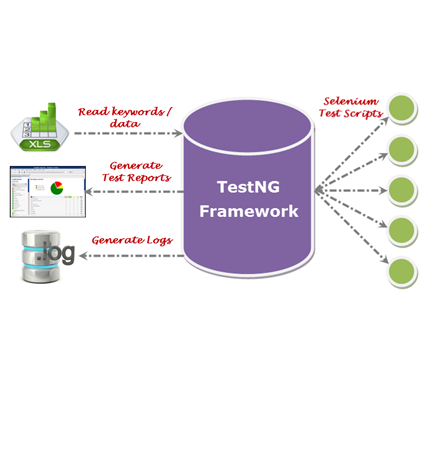 Read keywords /
data
XLS
Generate
Test Reports
Generate Logs
log
TestNG
Framework
Selenium
Test Scripts